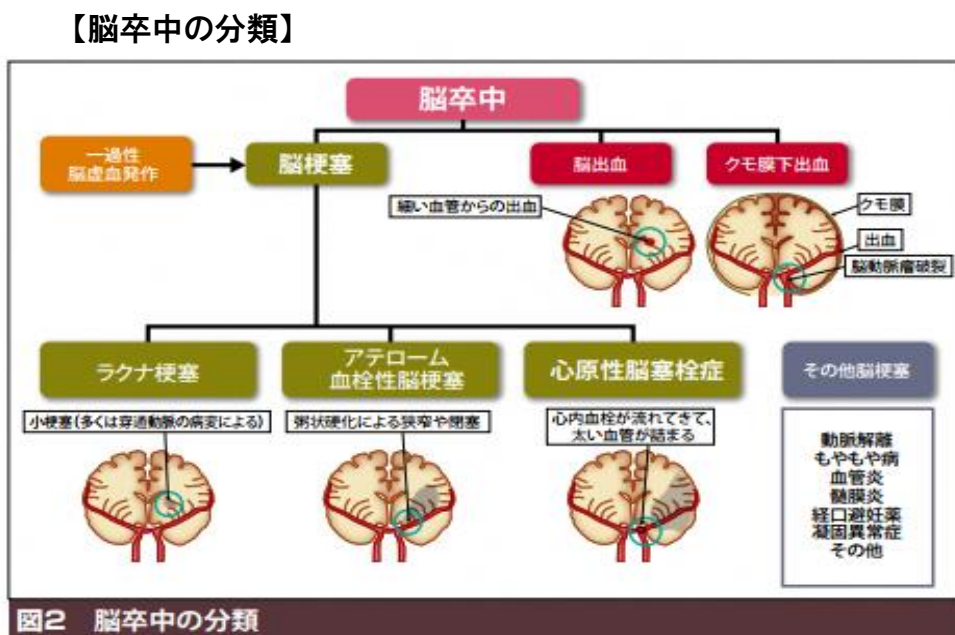 【脳卒中の分類】
脳卒中
一過性
脳虚血発作
脳梗塞
脳出血
クモ膜下出血
細い血管からの出血
クモ膜
出血
脳動脈瘤破裂
ラクナ梗塞
アテローム
血栓性脳梗塞
心原性脳塞栓症
その他脳梗塞
小梗塞(多くは穿通動脈の病変による)
粥状硬化による狭窄や閉塞
心内血栓が流れてきて、
太い血管が詰まる
動脈解離
もやもや病
血管炎
髄膜炎
経口避妊薬
凝固異常症
その他
図2 脳卒中の分類